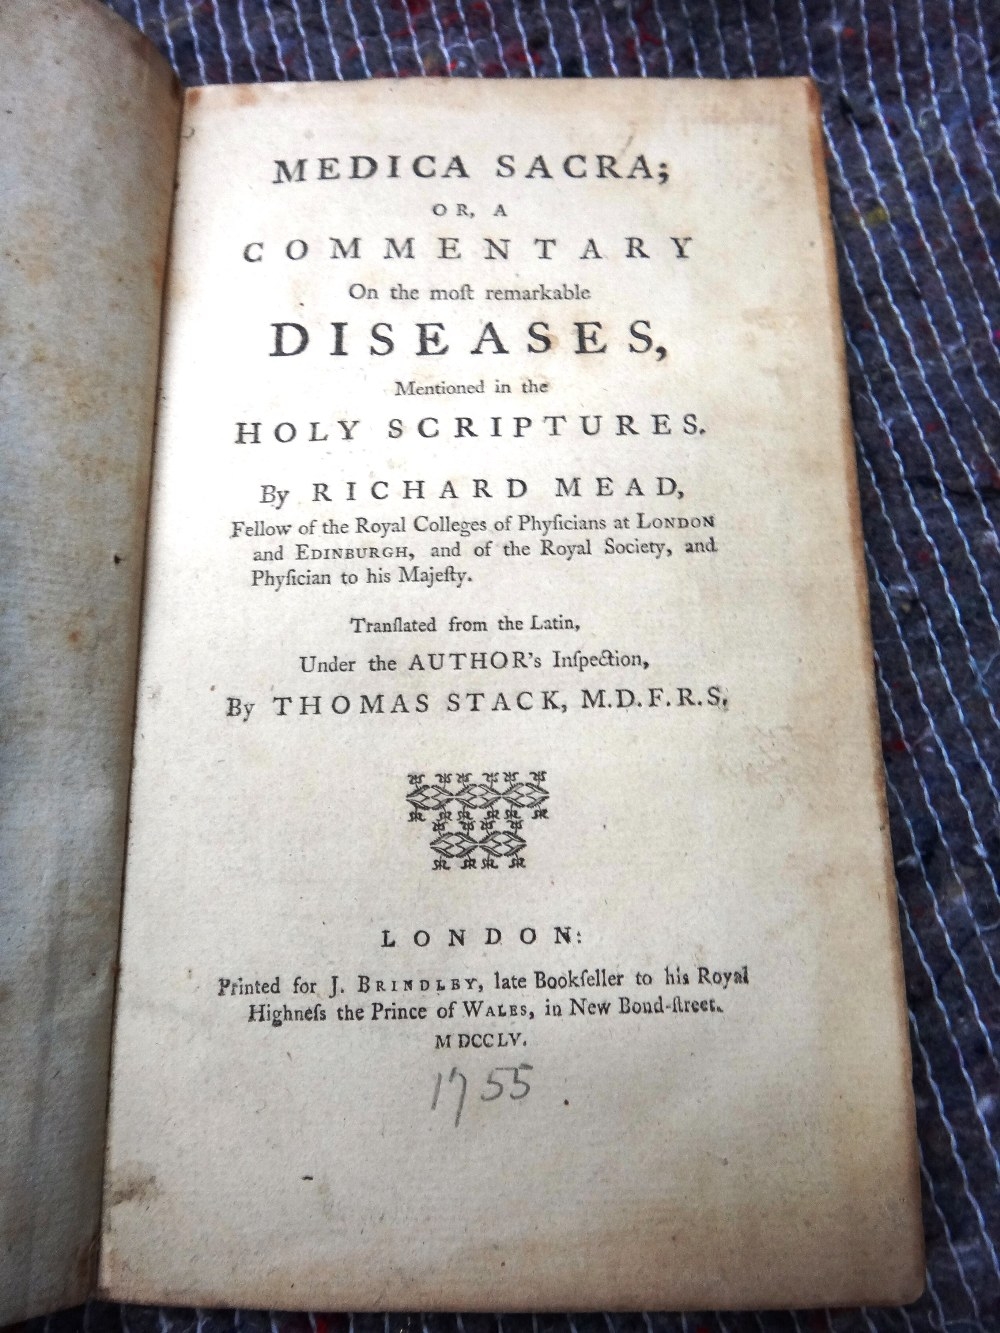 MEDICA SACRA;
OR, A
COMMENTARY
On the moſt remarkable
DISEASES,
Mentioned in the
HOLY SCRIPTURES.
By RICHARD MEAD,
Fellow of the Royal Colleges of Phyſicians at LONDON
and EDINBURGH, and of the Royal Society, and
Phyſician to his Majeſty.
Tranſlated from the Latin,
Under the AUTHOR's Inſpection,
By THOMAS STACK, M.D.F.R.S.
LONDON:
Printed for J. BRINDLEY, late Bookſeller to his Royal
Highneſs the Prince of WALES, in New Bond-ſtreet.
M DCCLV.
1755